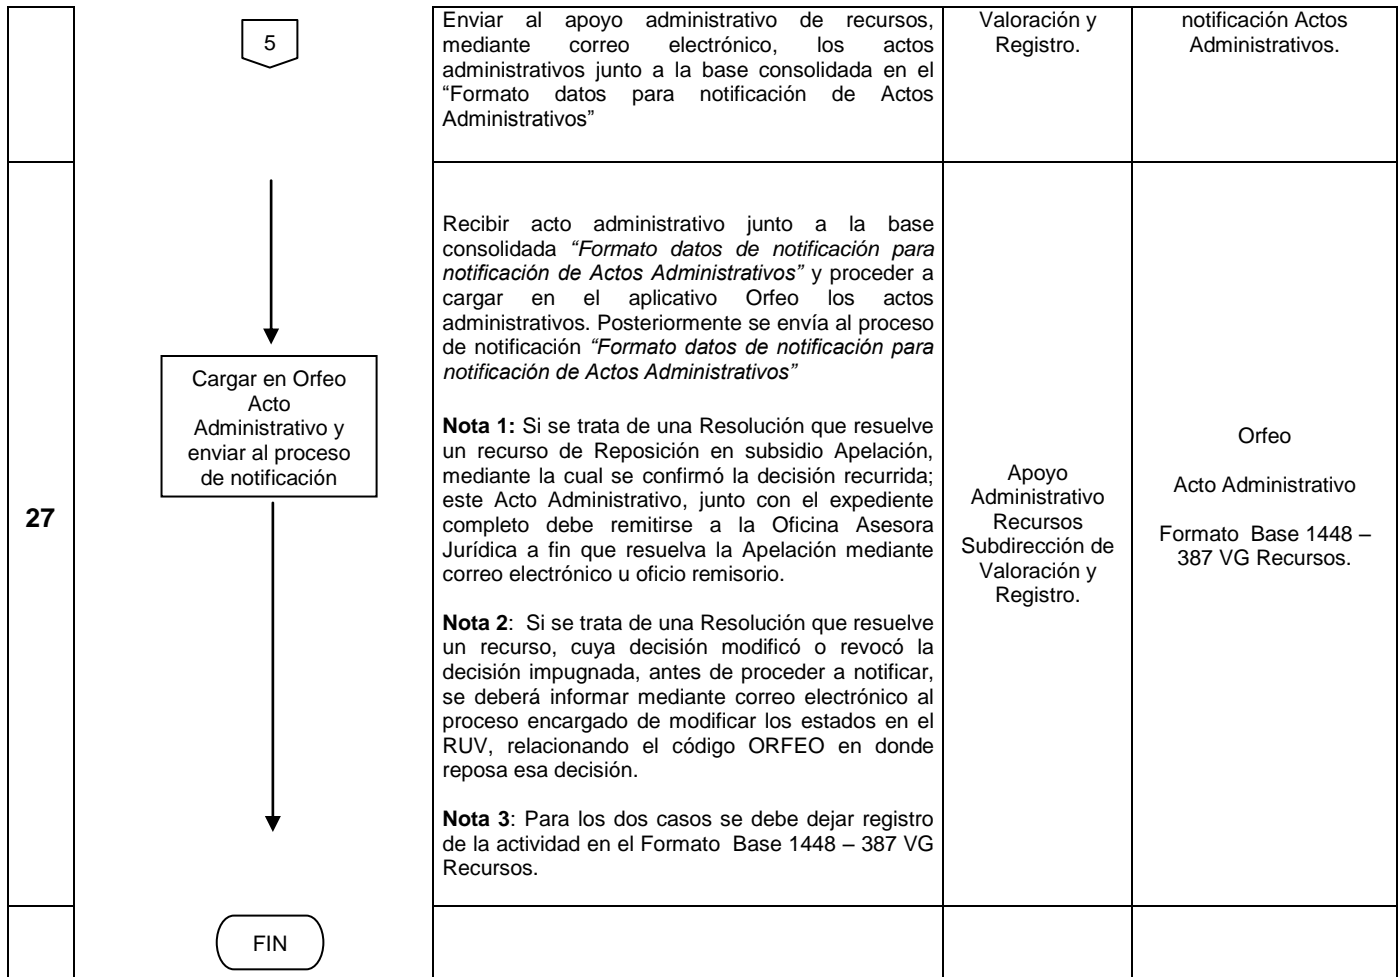 5
Enviar al apoyo administrativo de recursos,
mediante correo electrónico, los actos
administrativos junto a la base consolidada en el
“Formato datos para notificación de Actos
Administrativos”
Valoración y
Registro.
notificación Actos
Administrativos.
27
Cargar en Orfeo
Acto
Administrativo y
enviar al proceso
de notificación
Recibir acto administrativo junto a la base
consolidada “Formato datos de notificación para
notificación de Actos Administrativos” y proceder a
cargar en el aplicativo Orfeo los actos
administrativos. Posteriormente se envía al proceso
de notificación “Formato datos de notificación para
notificación de Actos Administrativos”
Nota 1: Si se trata de una Resolución que resuelve
un recurso de Reposición en subsidio Apelación,
mediante la cual se confirmó la decisión recurrida;
este Acto Administrativo, junto con el expediente
completo debe remitirse a la Oficina Asesora
Jurídica a fin que resuelva la Apelación mediante
correo electrónico u oficio remisorio.
Nota 2:  Si se trata de una Resolución que resuelve
un recurso, cuya decisión modificó o revocó la
decisión impugnada, antes de proceder a notificar,
se deberá informar mediante correo electrónico al
proceso encargado de modificar los estados en el
RUV, relacionando el código ORFEO en donde
reposa esa decisión.
Nota 3: Para los dos casos se debe dejar registro
de la actividad en el Formato  Base 1448 – 387 VG
Recursos.
Apoyo
Administrativo
Recursos
Subdirección de
Valoración y
Registro.
Orfeo
Acto Administrativo
Formato  Base 1448 –
387 VG Recursos.
FIN